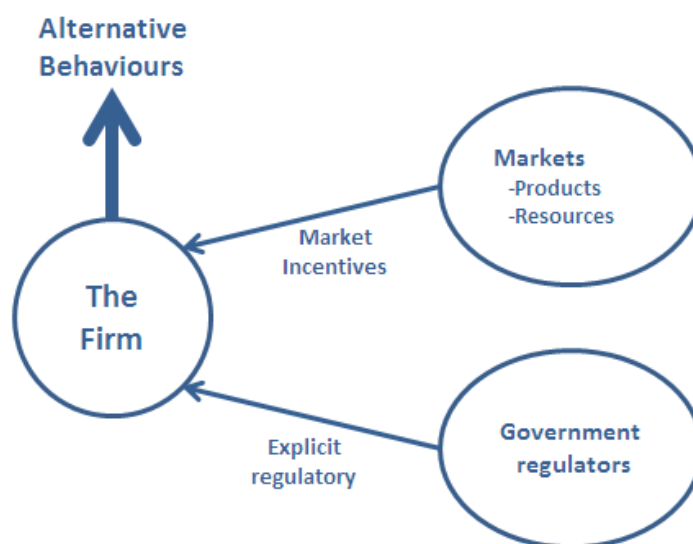 Alternative
Behaviours
Markets
-Products
-Resources
Market
Incentives
The
Firm
Explicit
regulatory
Government
regulators